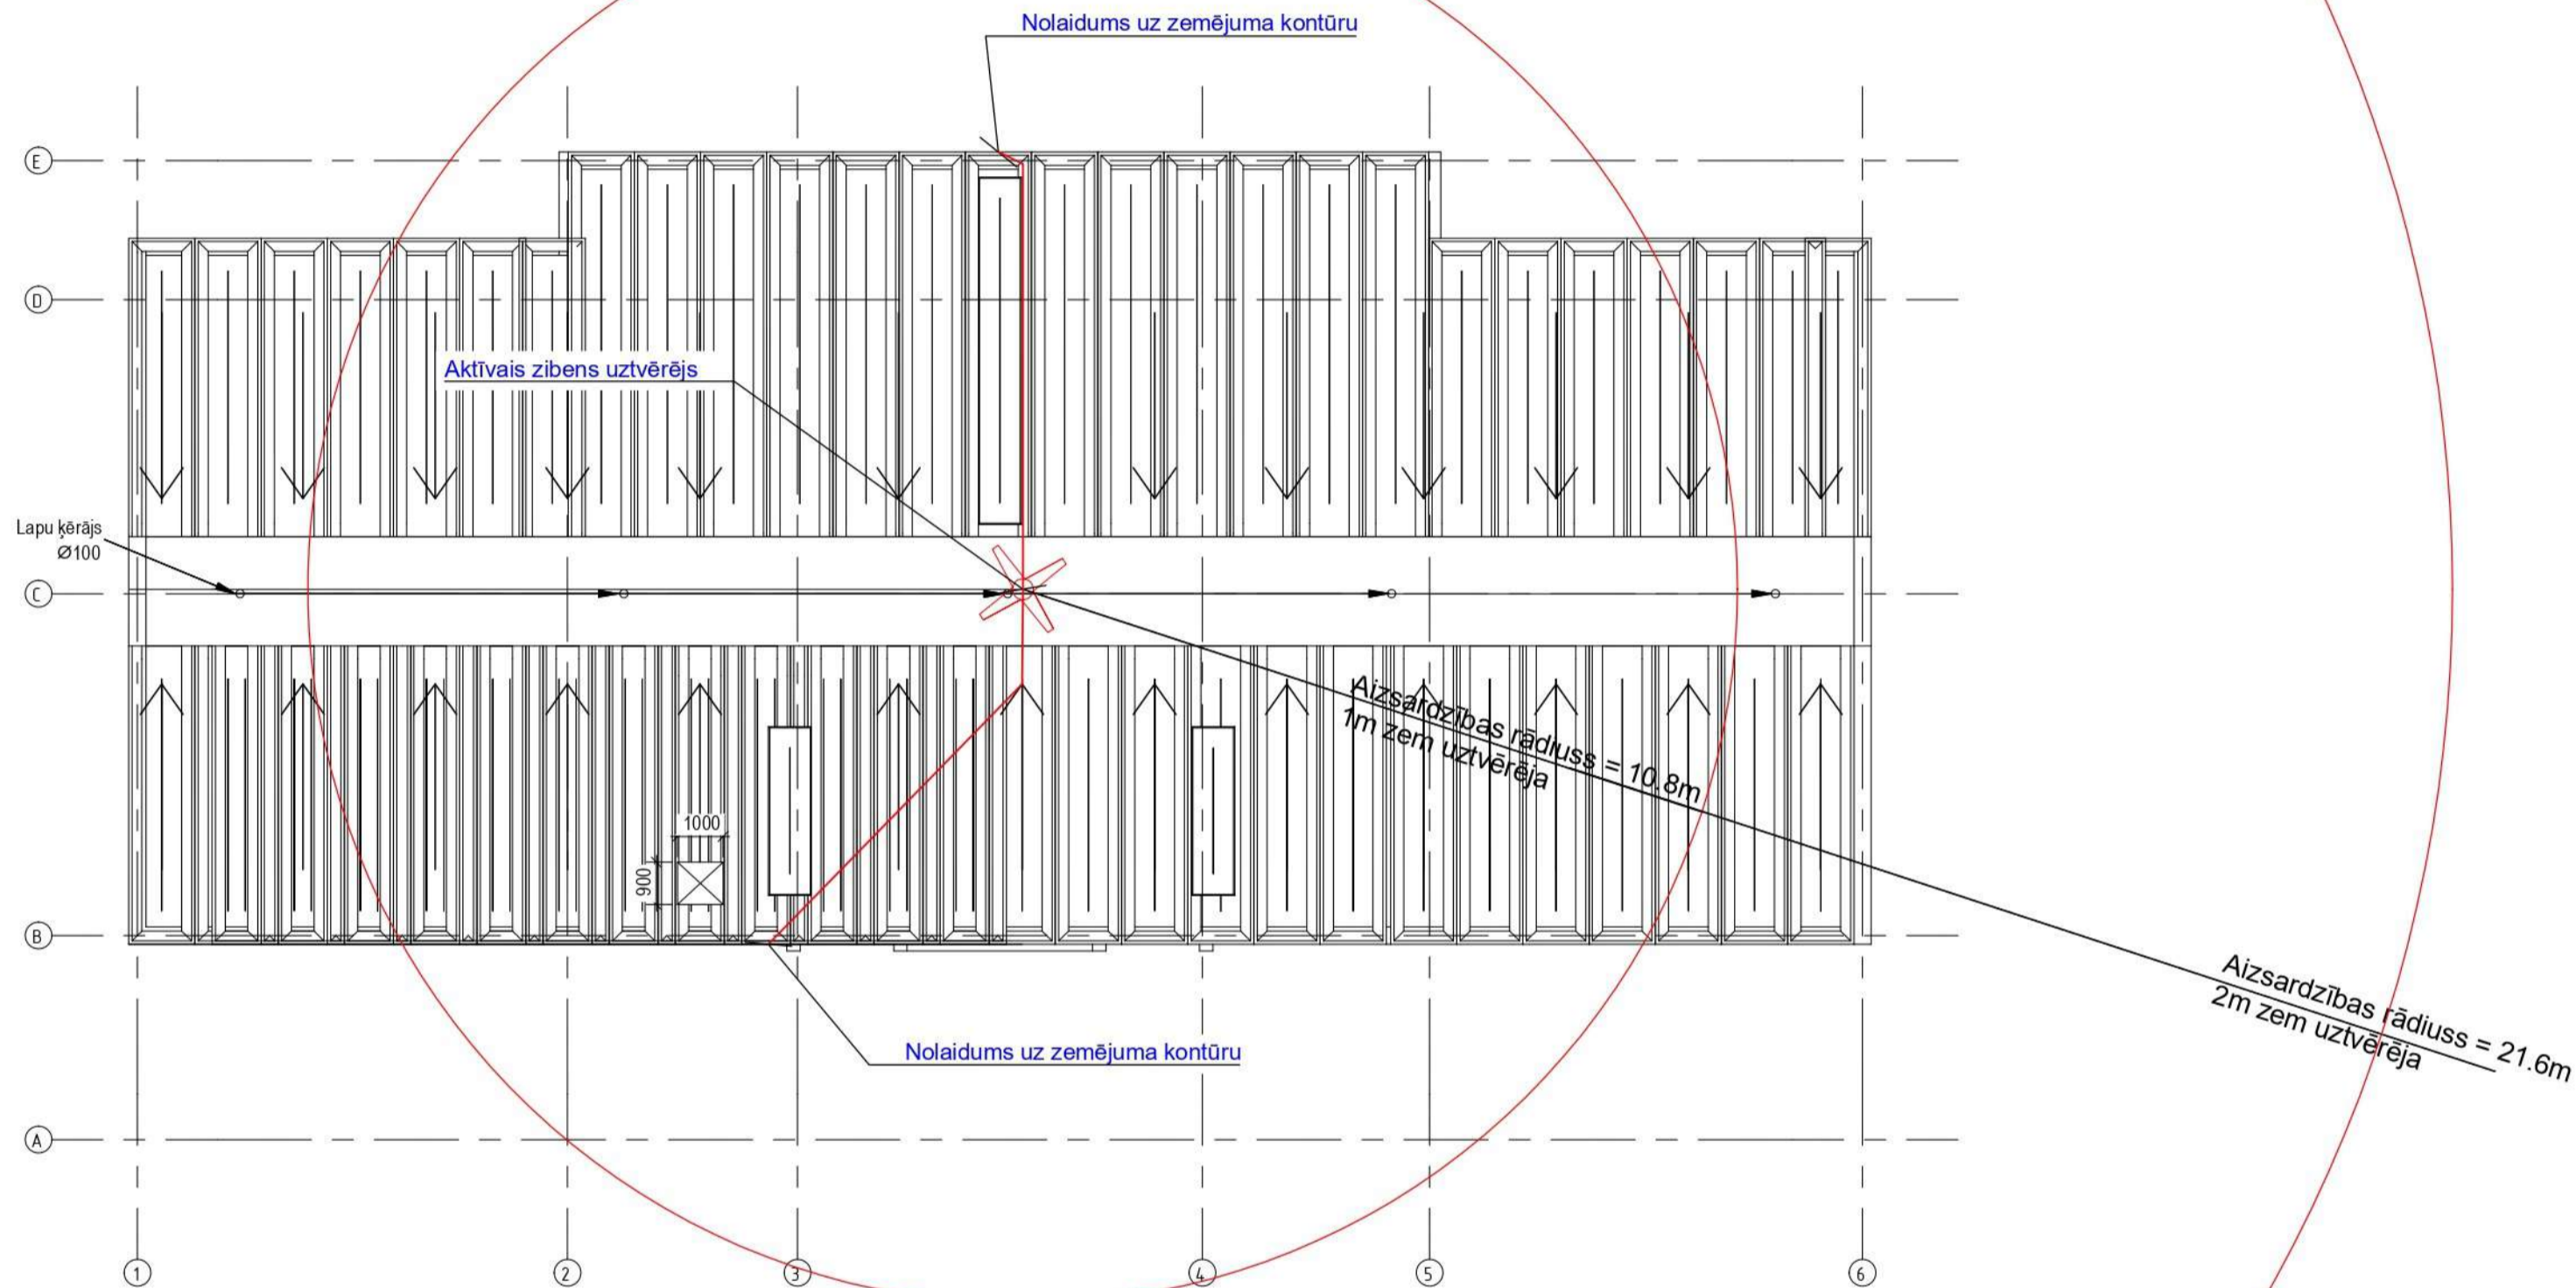 Nolaidums uz zemējuma kontūru
E
D
Aktīvais zibens uztvērējs
Lapu ķērājs
Ø100
C
Aizsardzības rādiuss = 10.8m
1m zem uztvērēja
1000
900
B
Aizsardzības rādiuss = 21.6m
2m zem uztvērēja
Nolaidums uz zemējuma kontūru
A
1 2 3 4 5 6